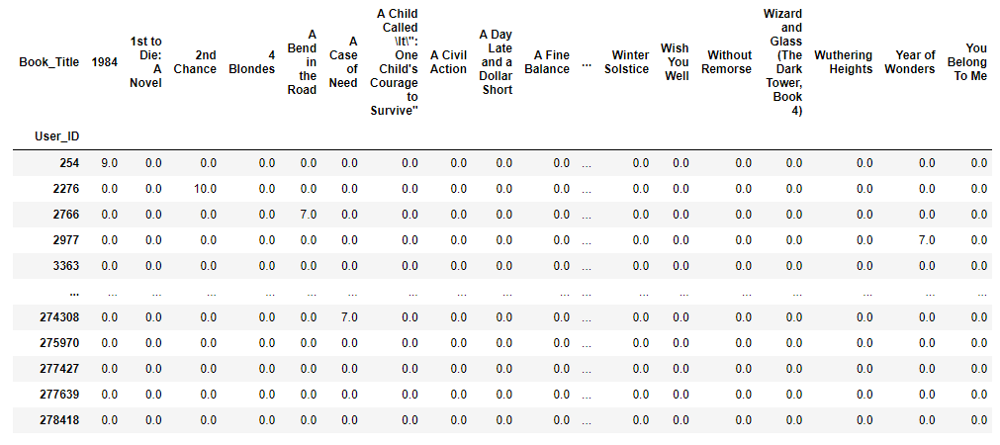 Book_Title 1984 1st to Die: A Novel 2nd Chance 4 Blondes A Bend in the Road A Case of Need A Child Called \It\": One Child's Courage to Survive" A Civil Action A Day Late and a Dollar Short A Fine Balance ... Winter Solstice Wish You Well Without Remorse Wizard and Glass (The Dark Tower, Book 4) Wuthering Heights Year of Wonders You Belong To Me
User_ID
254 9.0 0.0 0.0 0.0 0.0 0.0 0.0 0.0 0.0 0.0 ... 0.0 0.0 0.0 0.0 0.0 0.0 0.0
2276 0.0 0.0 10.0 0.0 0.0 0.0 0.0 0.0 0.0 0.0 ... 0.0 0.0 0.0 0.0 0.0 0.0 0.0
2766 0.0 0.0 0.0 0.0 7.0 0.0 0.0 0.0 0.0 0.0 ... 0.0 0.0 0.0 0.0 0.0 0.0 0.0
2977 0.0 0.0 0.0 0.0 0.0 0.0 0.0 0.0 0.0 0.0 ... 0.0 0.0 0.0 0.0 0.0 7.0 0.0
3363 0.0 0.0 0.0 0.0 0.0 0.0 0.0 0.0 0.0 0.0 ... 0.0 0.0 0.0 0.0 0.0 0.0 0.0
... ... ... ... ... ... ... ... ... ... ... ... ... ... ... ... ... ... ...
274308 0.0 0.0 0.0 0.0 0.0 7.0 0.0 0.0 0.0 0.0 ... 0.0 0.0 0.0 0.0 0.0 0.0 0.0
275970 0.0 0.0 0.0 0.0 0.0 0.0 0.0 0.0 0.0 0.0 ... 0.0 0.0 0.0 0.0 0.0 0.0 0.0
277427 0.0 0.0 0.0 0.0 0.0 0.0 0.0 0.0 0.0 0.0 ... 0.0 0.0 0.0 0.0 0.0 0.0 0.0
277639 0.0 0.0 0.0 0.0 0.0 0.0 0.0 0.0 0.0 0.0 ... 0.0 0.0 0.0 0.0 0.0 0.0 0.0
278418 0.0 0.0 0.0 0.0 0.0 0.0 0.0 0.0 0.0 0.0 ... 0.0 0.0 0.0 0.0 0.0 0.0 0.0